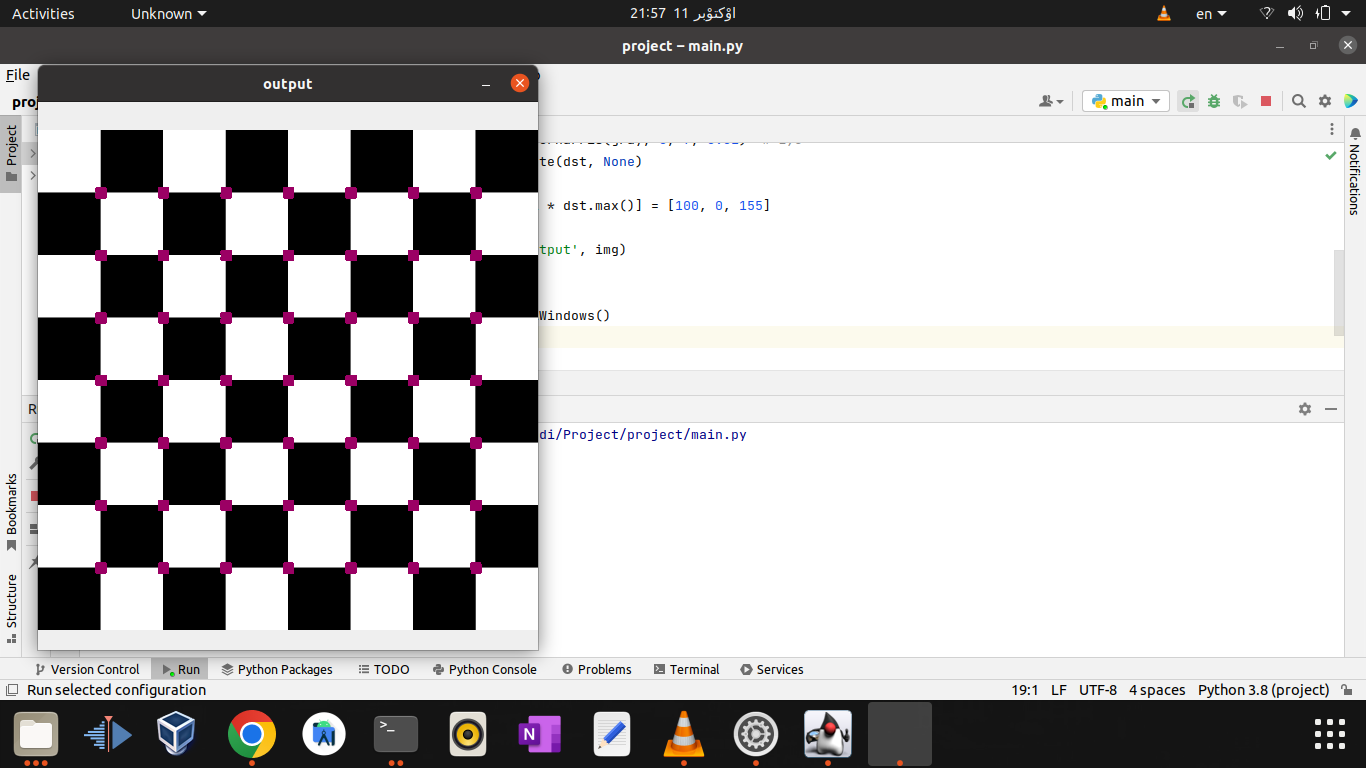 Activities
Unknown
21:57 11 اۆکتۆبر
en
project – main.py
File
output
main
te(dst, None)
* dst.max()] = [100, 0, 155]
tput', img)
Windows()
di/Project/project/main.py
Project
Bookmarks
Structure
Notifications
Version Control
Run
Python Packages
TODO
Python Console
Problems
Terminal
Services
Run selected configuration
19:1
LF
UTF-8
4 spaces
Python 3.8 (project)
>_
N